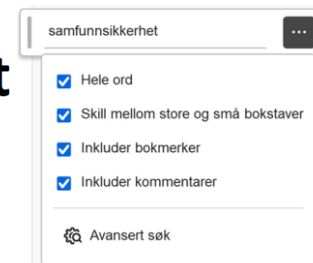 samfunnsikkerhet
t
Hele ord
Skill mellom store og små bokstaver
Inkluder bokmerker
Inkluder kommentarer
Avansert søk